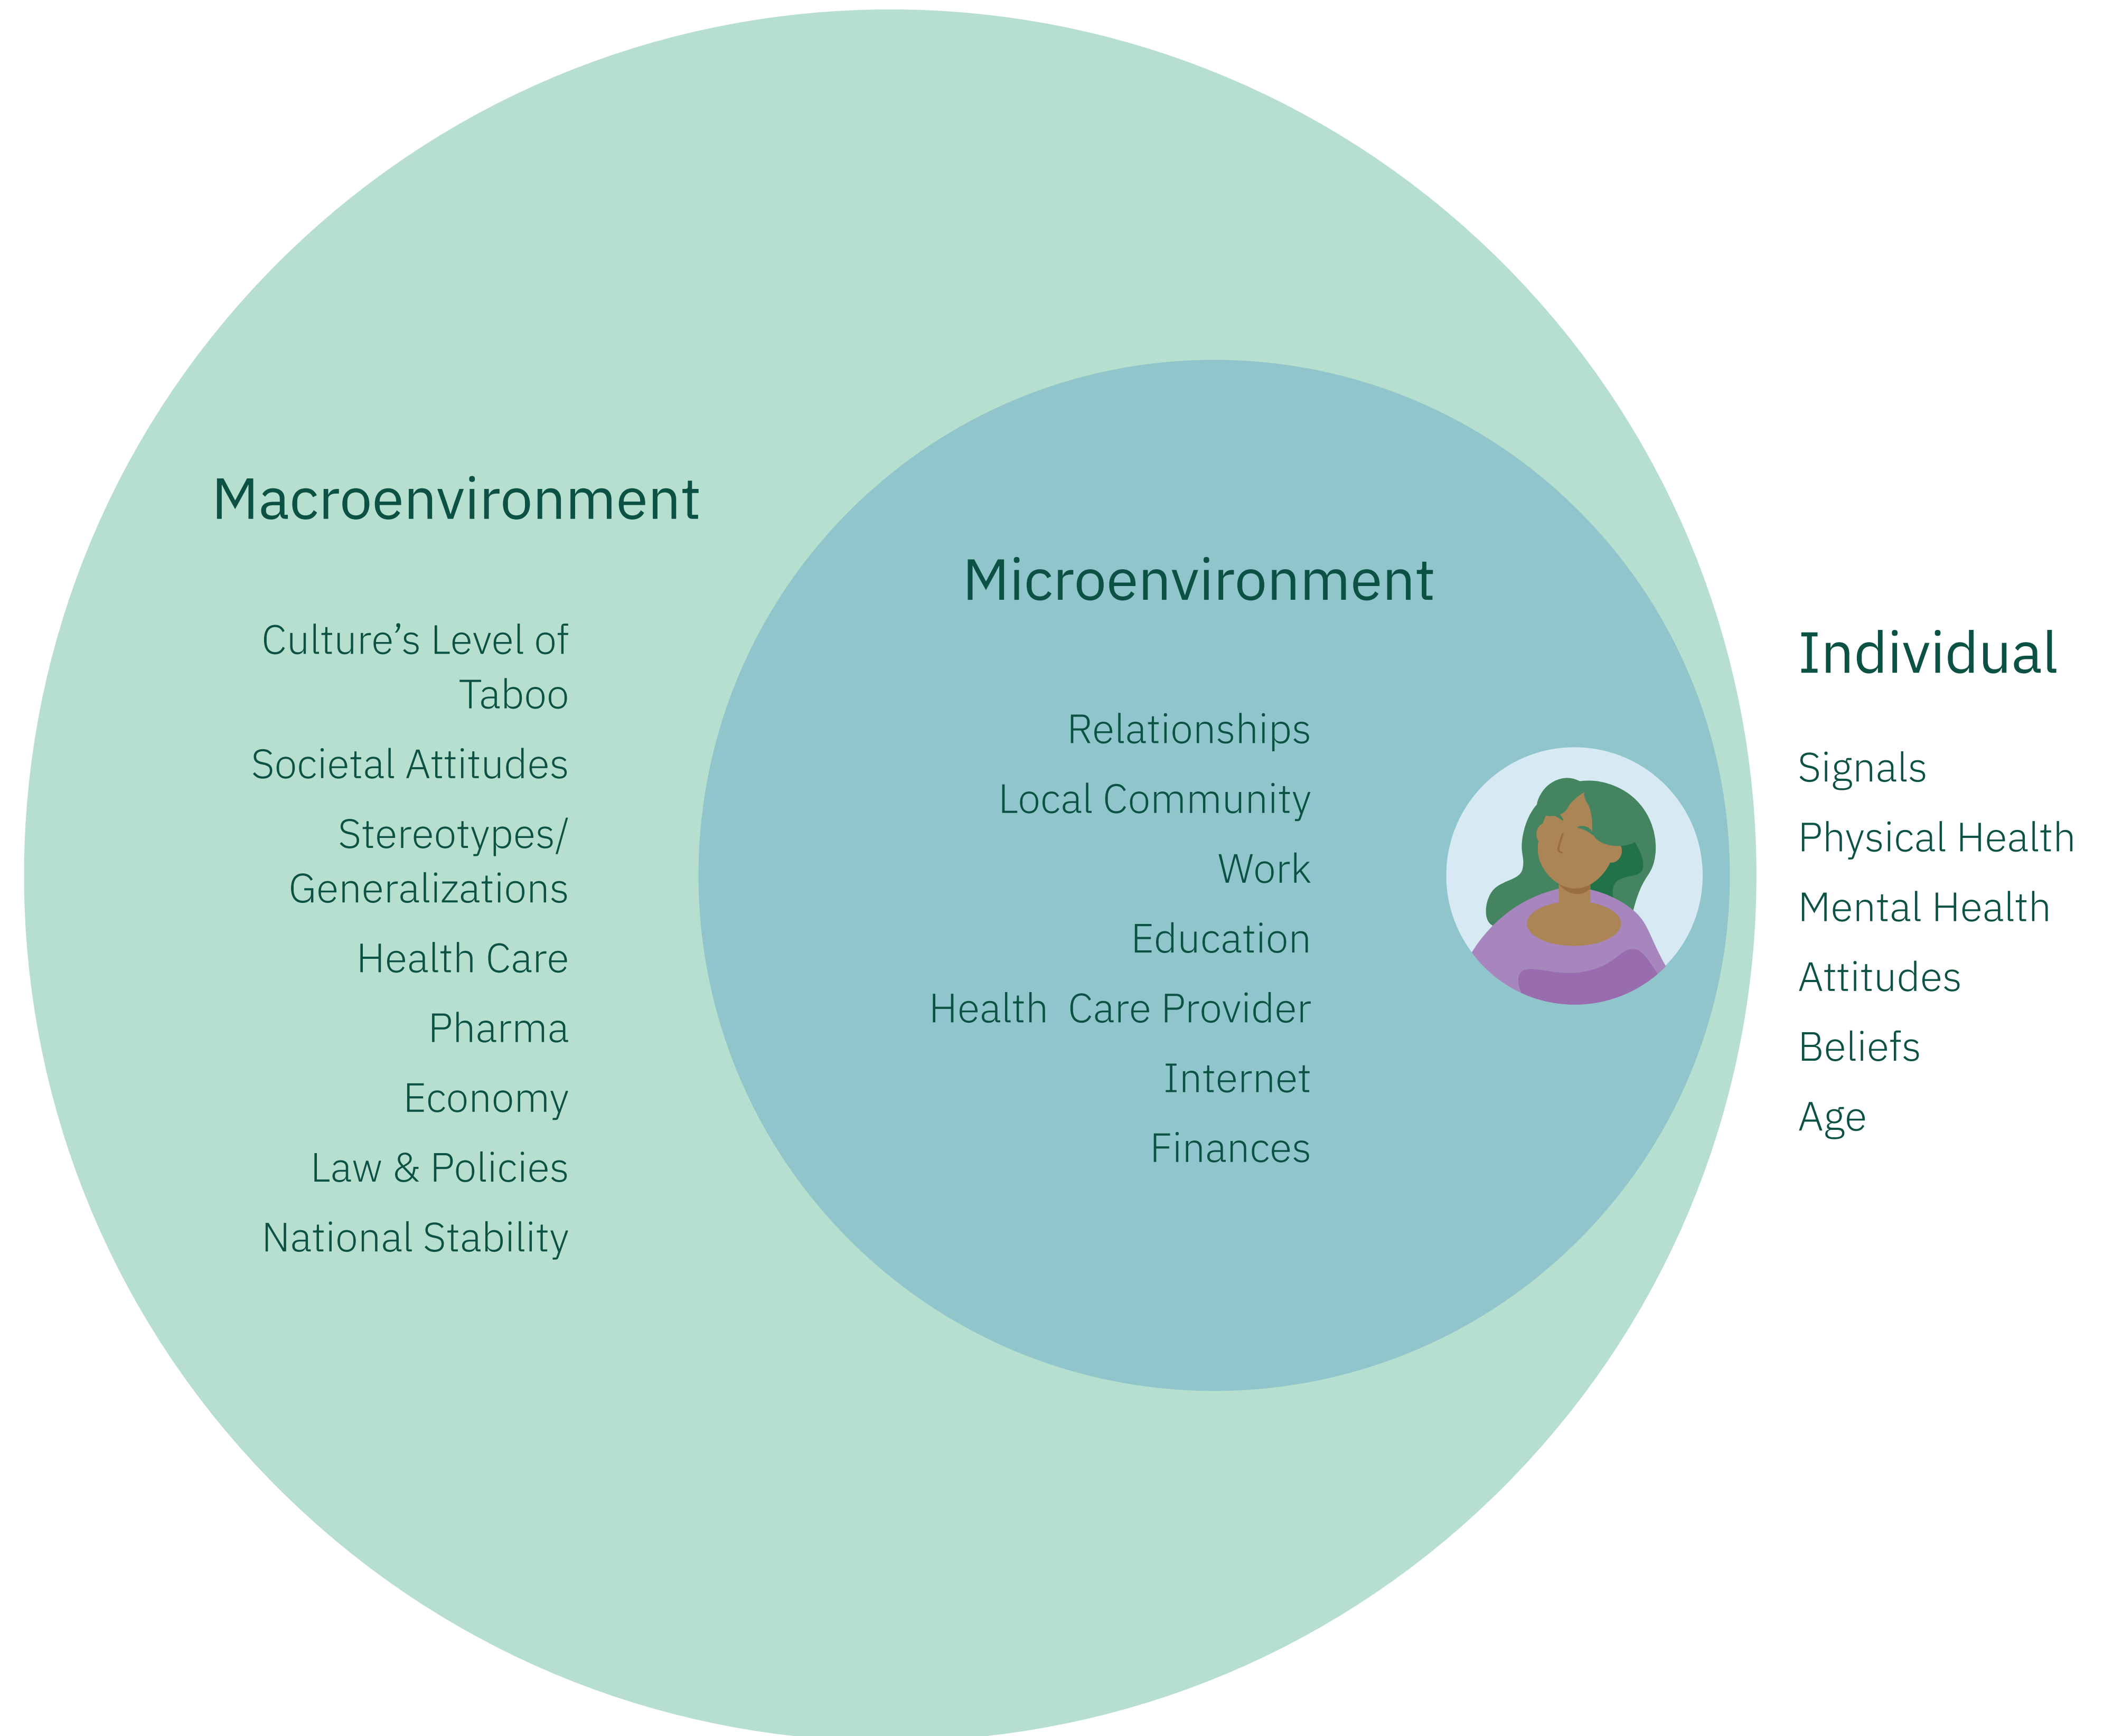 Macroenvironment
Culture’s Level of
Taboo
Societal Attitudes
Stereotypes/
Generalizations
Health Care
Pharma
Economy
Law & Policies
National Stability
Microenvironment
Relationships
Local Community
Work
Education
Health  Care Provider
Internet
Finances
Individual
Signals
Physical Health
Mental Health
Attitudes
Beliefs
Age